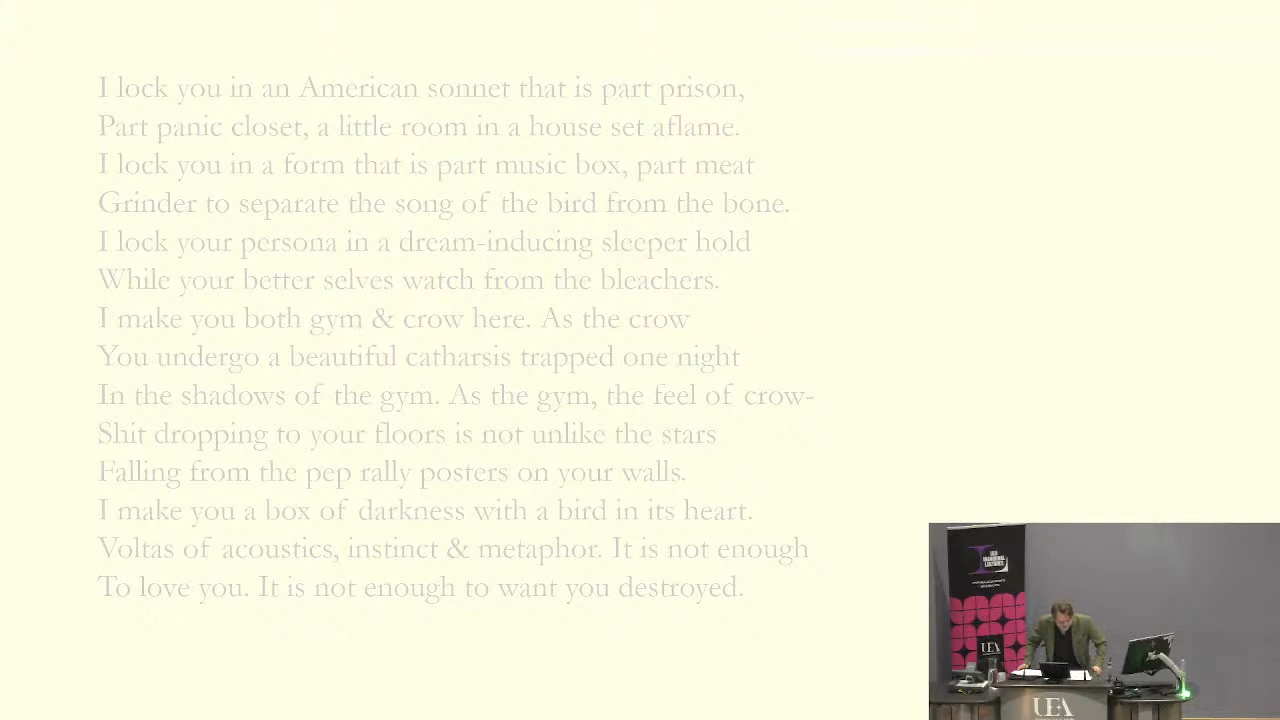 I lock you in an American sonnet that is part prison,
Part panic closet, a little room in a house set aflame.
I lock you in a form that is part music box, part meat
Grinder to separate the song of the bird from the bone.
I lock your persona in a dream-inducing sleeper hold
While your better selves watch from the bleachers.
I make you both gym & crow here. As the crow
You undergo a beautiful catharsis trapped one night
In the shadows of the gym. As the gym, the feel of crow-
Shit dropping to your floors is not unlike the stars
Falling from the pep rally posters on your walls.
I make you a box of darkness with a bird in its heart.
Voltas of acoustics, instinct & metaphor. It is not enough
To love you. It is not enough to want you destroyed.
UEA
INAUGURAL
LECTURES
UEA
UEA